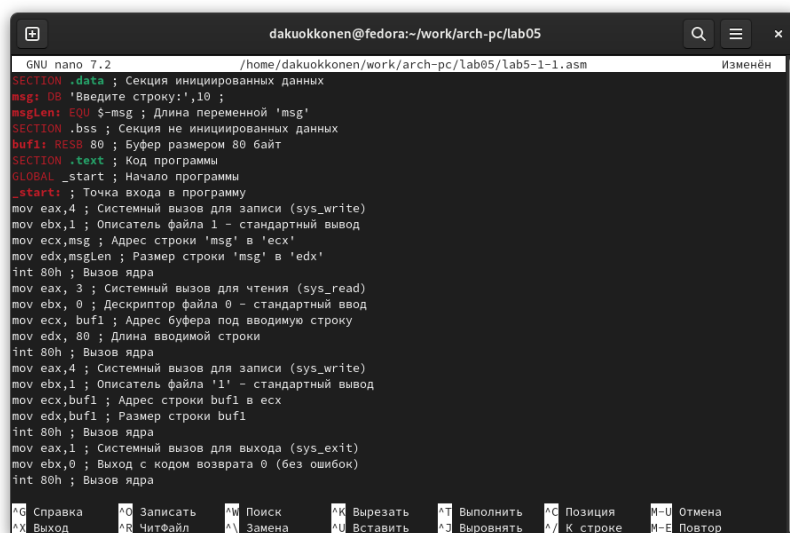 dakuokkonen@fedora:~/work/arch-pc/lab05
GNU nano 7.2 /home/dakuokkonen/work/arch-pc/lab05/lab5-1-1.asm Изменён
SECTION .data ; Секция инициированных данных
msg: DB 'Введите строку:',10 ;
msgLen: EQU $-msg ; Длина переменной 'msg'
SECTION .bss ; Секция не инициированных данных
buf1: RESB 80 ; Буфер размером 80 байт
SECTION .text ; Код программы
GLOBAL _start ; Начало программы
_start: ; Точка входа в программу
mov eax,4 ; Системный вызов для записи (sys_write)
mov ebx,1 ; Описатель файла 1 - стандартный вывод
mov ecx,msg ; Адрес строки 'msg' в 'ecx'
mov edx,msgLen ; Размер строки 'msg' в 'edx'
int 80h ; Вызов ядра
mov eax, 3 ; Системный вызов для чтения (sys_read)
mov ebx, 0 ; Дескриптор файла 0 - стандартный ввод
mov ecx, buf1 ; Адрес буфера под вводимую строку
mov edx, 80 ; Длина вводимой строки
int 80h ; Вызов ядра
mov eax,4 ; Системный вызов для записи (sys_write)
mov ebx,1 ; Описатель файла '1' - стандартный вывод
mov ecx,buf1 ; Адрес строки buf1 в ecx
mov edx,buf1 ; Размер строки buf1
int 80h ; Вызов ядра
mov eax,1 ; Системный вызов для выхода (sys_exit)
mov ebx,0 ; Выход с кодом возврата 0 (без ошибок)
int 80h ; Вызов ядра
^G Справка ^O Записать ^W Поиск ^K Вырезать ^T Выполнить ^C Позиция M-U Отмена
^X Выход ^R ЧитФайл ^\ Замена ^U Вставить ^J Выровнять ^/ К строке M-E Повтор